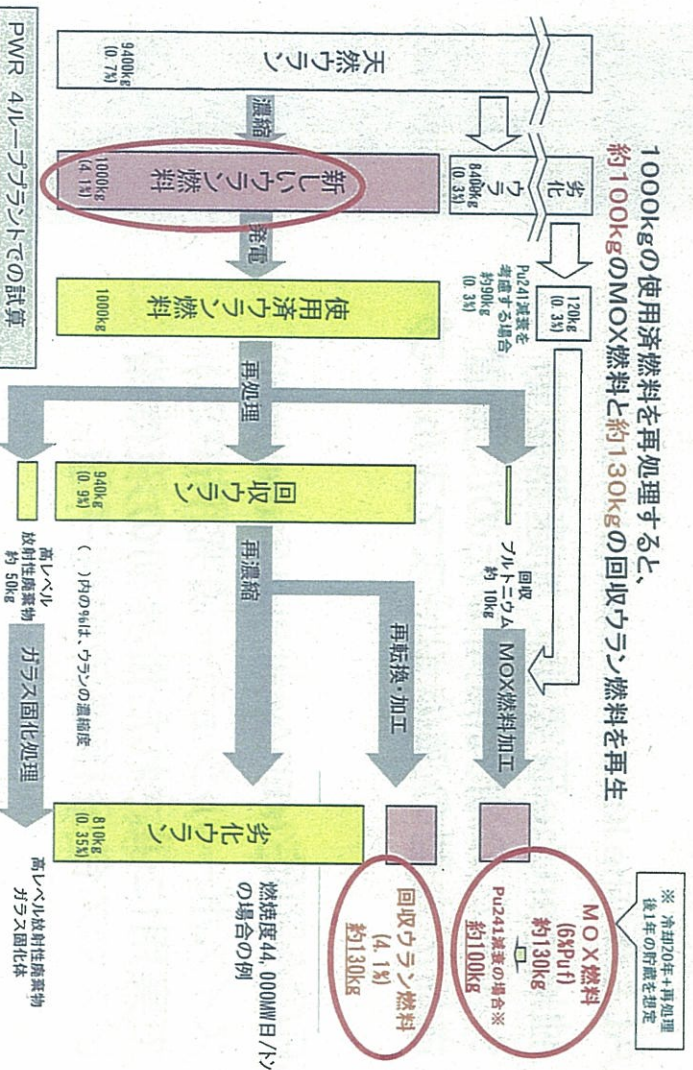 1000kgの使用済燃料を再処理すると、
約100kgのMOX燃料と約130kgの回収ウラン燃料を再生
天然ウラン
9400kg
(0.7%)
濃縮
劣化
ウラ
8400kg
(0.3%)
新しいウラン燃料
1000kg
(4.1%)
発電
120kg
(0.3%)
Pu241減衰を
考慮する場合
約90kg
(0.3%)
使用済ウラン燃料
1000kg
再処理
回収
プルトニウム
約 10kg
MOX燃料加工
回収ウラン
940kg
(0.9%)
再転換・加工
再濃縮
高レベル
放射性廃棄物
約 50kg
ガラス固化処理
( )内の%は、ウランの濃縮度
※ 冷却20年+再処理
後1年の貯蔵を想定
MOX燃料
(6%Puf)
約130kg
Pu241減衰の場合※
約100kg
回収ウラン燃料
(4.1%)
約130kg
劣化ウラン
810kg
(0.35%)
燃焼度44,000MW日/トン
の場合の例
高レベル放射性廃棄物
ガラス固化体
PWR 4ループプラントでの試算